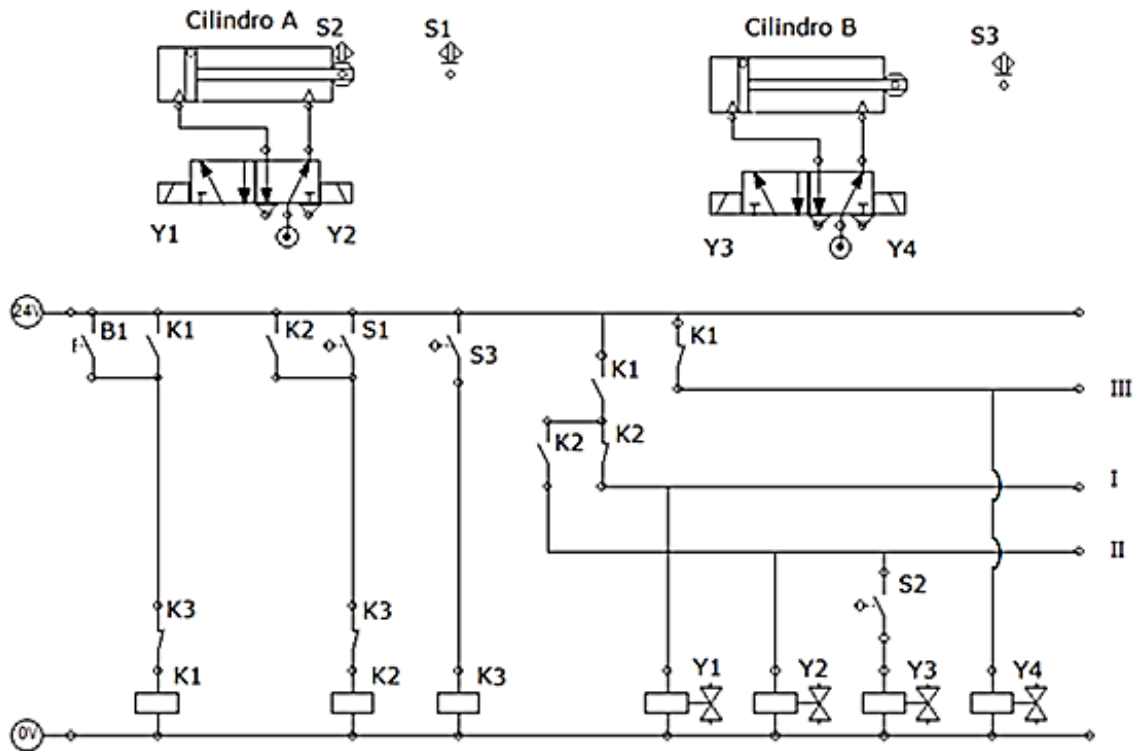 Cilindro A
S2
S1
Cilindro B
S3
Y1
Y2
Y3
Y4
24V
B1
K1
K2
S1
S3
K1
K1
III
K2
K2
I
II
S2
K3
K3
K1
K2
K3
Y1
Y2
Y3
Y4
0V